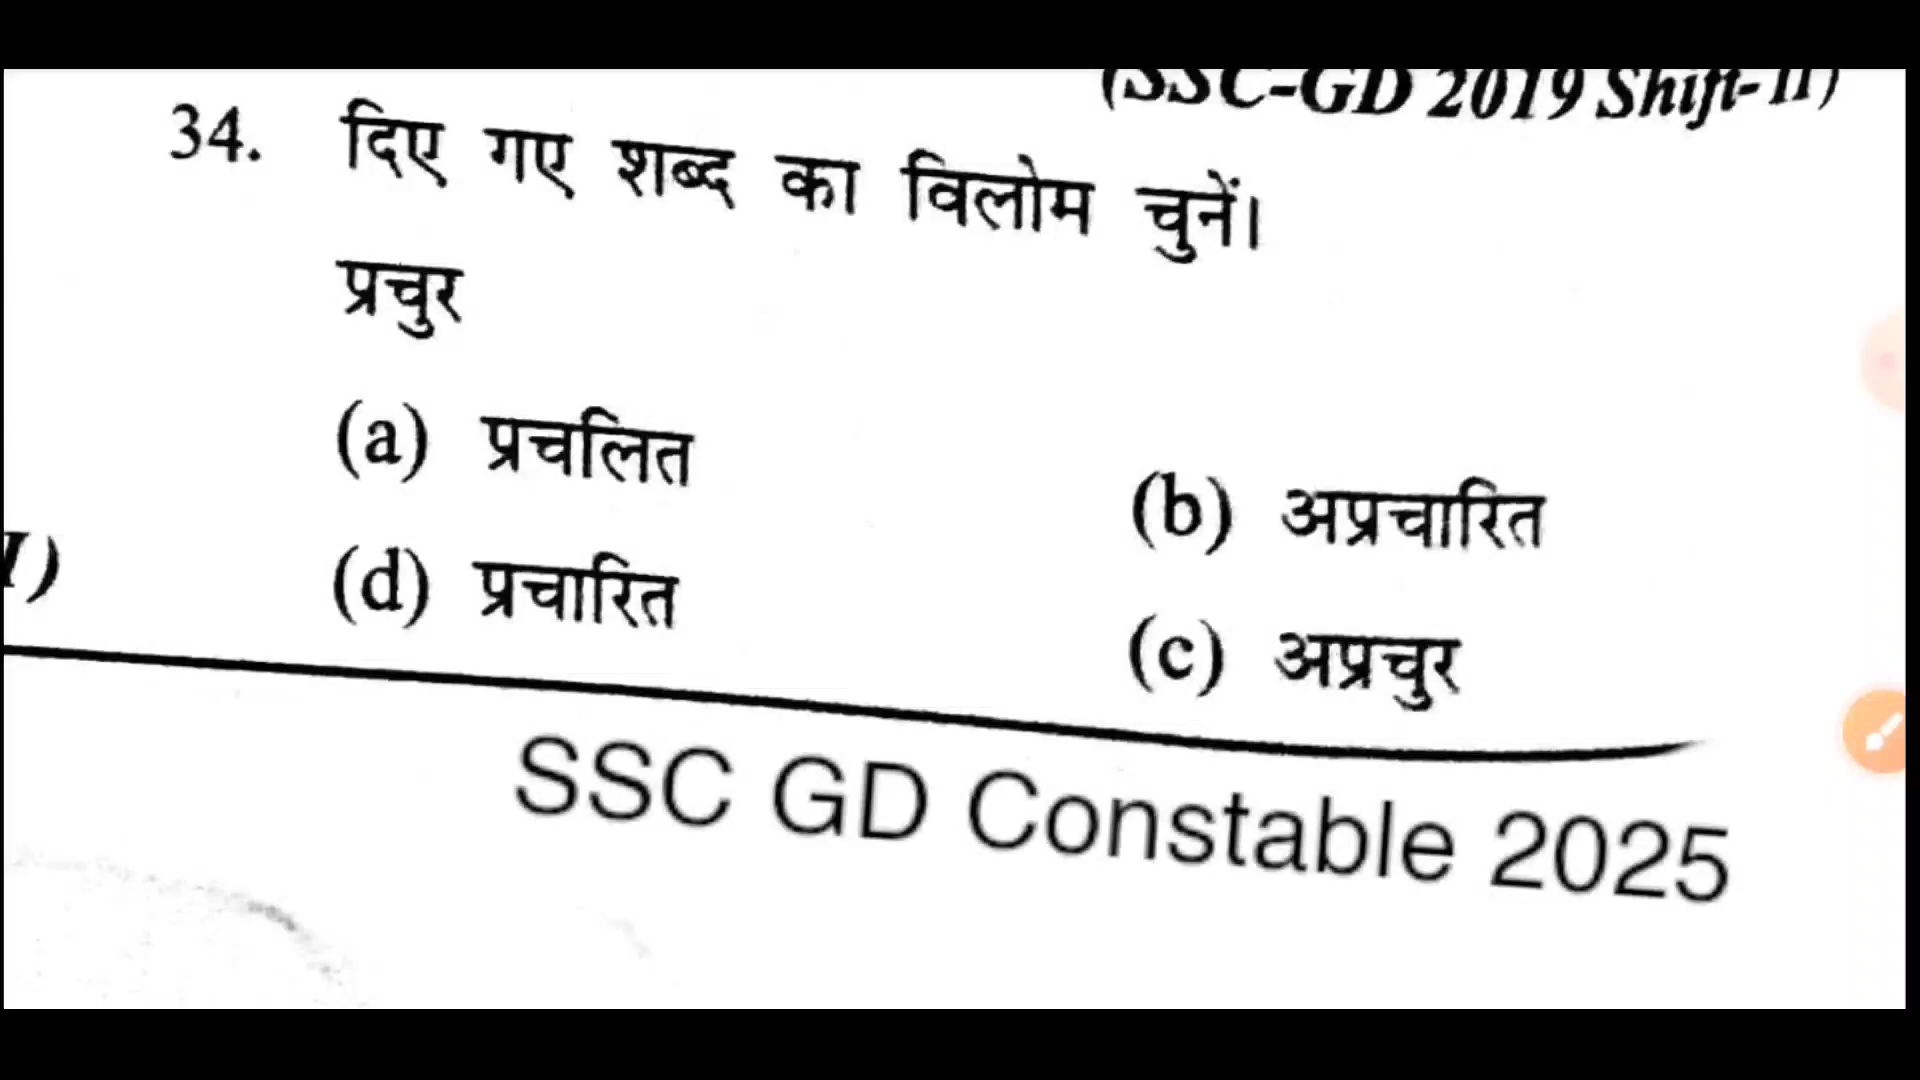 (SSC-GD 2019 Shift-II)
34. दिए गए शब्द का विलोम चुनें।
प्रचुर
(a) प्रचलित (b) अप्रचारित
I)
(d) प्रचारित (c) अप्रचुर
SSC GD Constable 2025